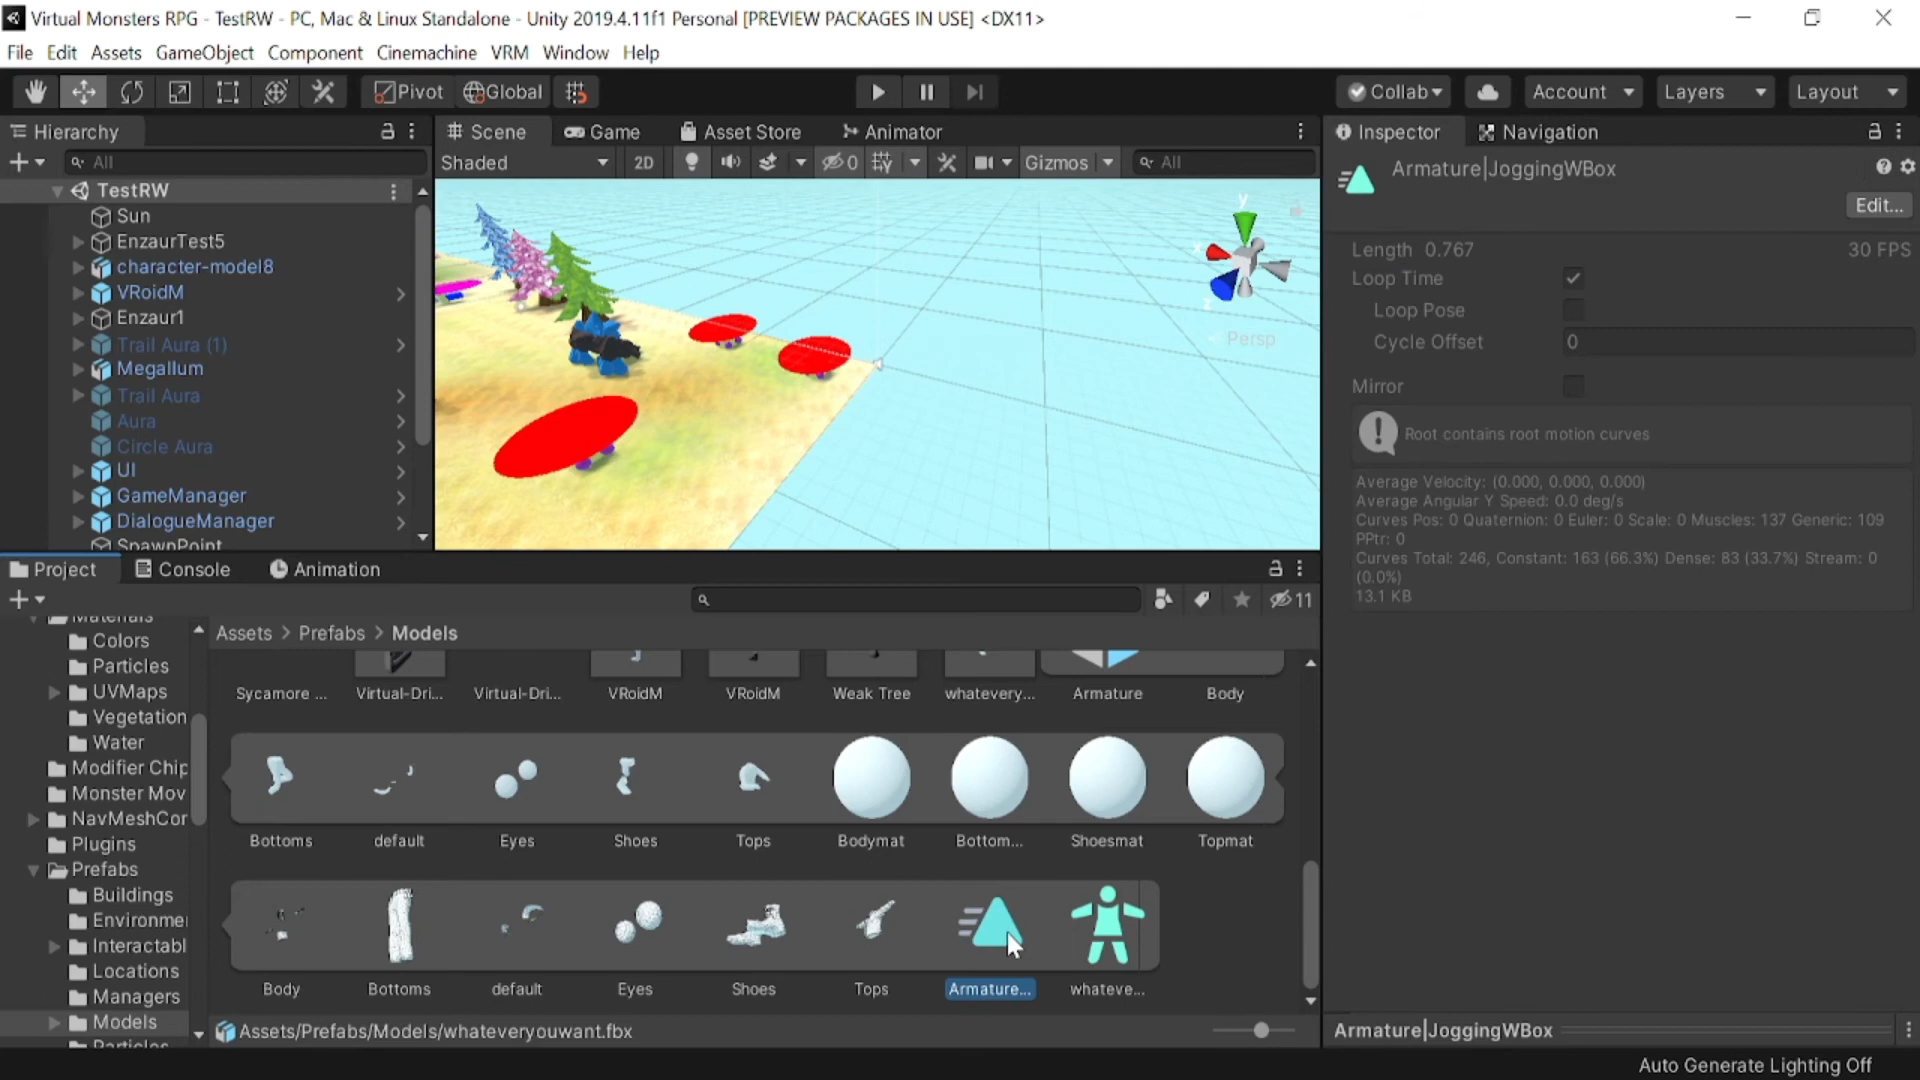 Virtual Monsters RPG - TestRW - PC, Mac & Linux Standalone - Unity 2019.4.11f1 Personal [PREVIEW PACKAGES IN USE] <DX11>
File Edit Assets GameObject Component Cinemachine VRM Window Help
Pivot Global Collab Account Layers Layout
Hierarchy
All
TestRW
Sun
EnzaurTest5
character-model8
VRoidM
Enzaur1
Trail Aura (1)
Megallum
Trail Aura
Aura
Circle Aura
UI
GameManager
DialogueManager
SpawnPoint
Scene Game Asset Store Animator
Shaded 2D 0 Gizmos All
y
x
z
Persp
Inspector Navigation
Armature|JoggingWBox
Edit...
Length 0.767 30 FPS
Loop Time
Loop Pose
Cycle Offset 0
Mirror
Root contains root motion curves
Average Velocity: (0.000, 0.000, 0.000)
Average Angular Y Speed: 0.0 deg/s
Curves Pos: 0 Quaternion: 0 Euler: 0 Scale: 0 Muscles: 137 Generic: 109
PPtr: 0
Curves Total: 246, Constant: 163 (66.3%) Dense: 83 (33.7%) Stream: 0
(0.0%)
13.1 KB
Project Console Animation
11
Materials
Colors
Particles
UVMaps
Vegetation
Water
Modifier Chip
Monster Mov
NavMeshCor
Plugins
Prefabs
Buildings
Environme
Interactabl
Locations
Managers
Models
Particles
Assets > Prefabs > Models
Sycamore ... Virtual-Dri... Virtual-Dri... VRoidM VRoidM Weak Tree whatevery... Armature Body
Bottoms default Eyes Shoes Tops Bodymat Bottom... Shoesmat Topmat
Body Bottoms default Eyes Shoes Tops Armature... whateve...
Assets/Prefabs/Models/whateveryouwant.fbx
Armature|JoggingWBox
Auto Generate Lighting Off